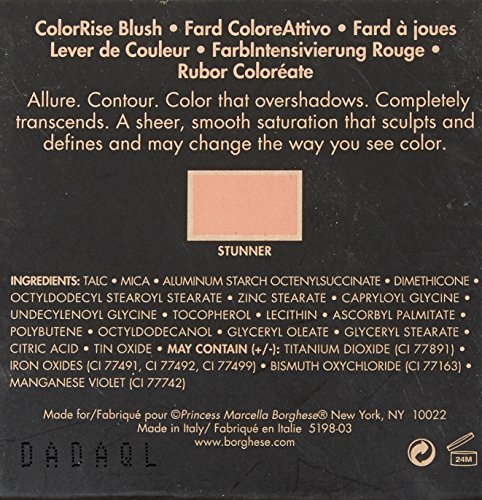 ColorRise Blush • Fard ColoreAttivo • Fard à joues
Lever de Couleur • FarbIntensivierung Rouge •
Rubor Coloréate
Allure. Contour. Color that overshadows. Completely
transcends. A sheer, smooth saturation that sculpts and
defines and may change the way you see color.
STUNNER
INGREDIENTS: TALC • MICA • ALUMINUM STARCH OCTENYLSUCCINATE • DIMETHICONE •
OCTYLDODECYL STEAROYL STEARATE • ZINC STEARATE • CAPRYLOYL GLYCINE •
UNDECYLENOYL GLYCINE • TOCOPHEROL • LECITHIN • ASCORBYL PALMITATE •
POLYBUTENE • OCTYLDODECANOL • GLYCERYL OLEATE • GLYCERYL STEARATE •
CITRIC ACID • TIN OXIDE • MAY CONTAIN (+/-): TITANIUM DIOXIDE (CI 77891) •
IRON OXIDES (CI 77491, CI 77492, CI 77499) • BISMUTH OXYCHLORIDE (CI 77163) •
MANGANESE VIOLET (CI 77742)
Made for/Fabriqué pour ©Princess Marcella Borghese® New York, NY 10022
Made in Italy/ Fabriqué en Italie 5198-03
www.borghese.com
24M
DADAQL